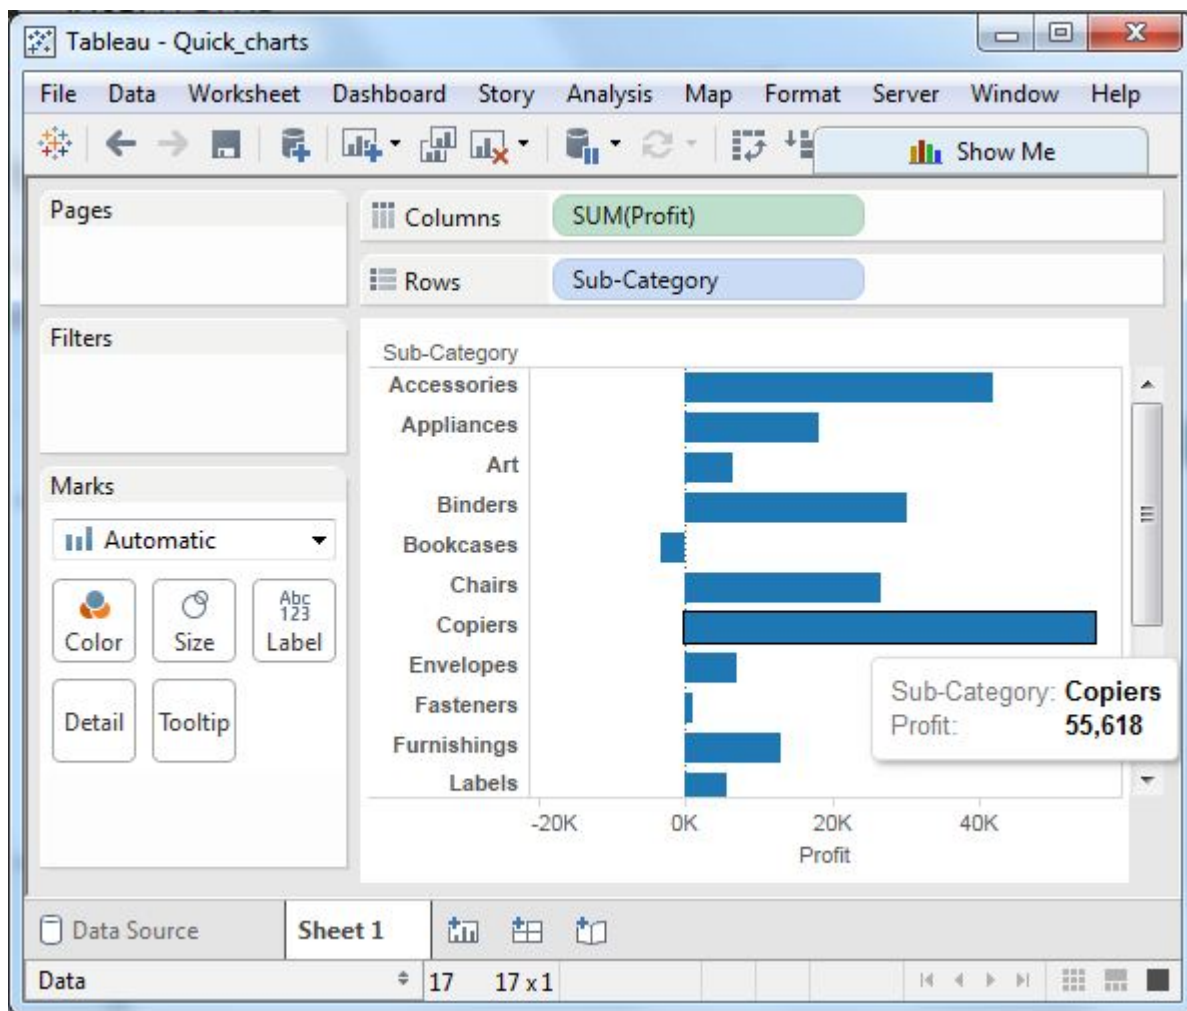 Tableau - Quick_charts
File Data Worksheet Dashboard Story Analysis Map Format Server Window Help
Show Me
Pages
Columns SUM(Profit)
Rows Sub-Category
Filters
Sub-Category
Accessories
Appliances
Art
Binders
Bookcases
Chairs
Copiers
Envelopes
Fasteners
Furnishings
Labels
-20K 0K 20K 40K
Profit
Sub-Category: Copiers
Profit: 55,618
Marks
Automatic
Color Size Abc 123 Label
Detail Tooltip
Data Source Sheet 1
Data 17 17 x 1